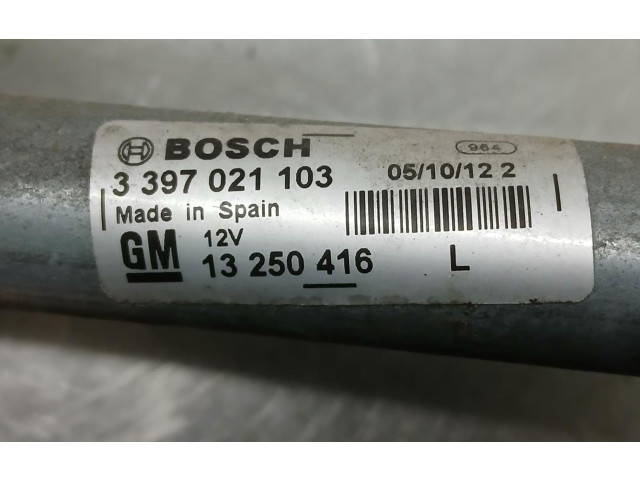 BOSCH
964
3 397 021 103
05/10/12 2
Made in Spain
GM
12V
13 250 416
L